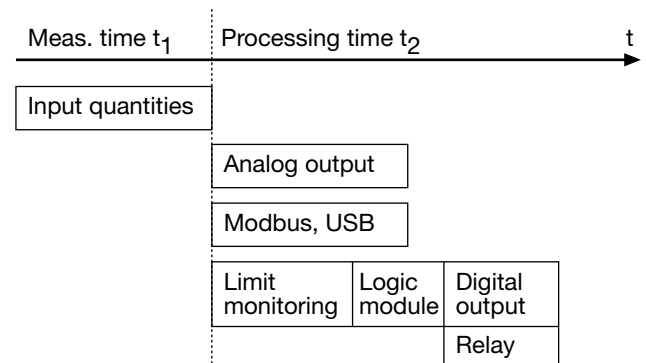 Meas. time t1 Processing time t2 t
Input quantities
Analog output
Modbus, USB
Limit monitoring
Logic module
Digital output
Relay